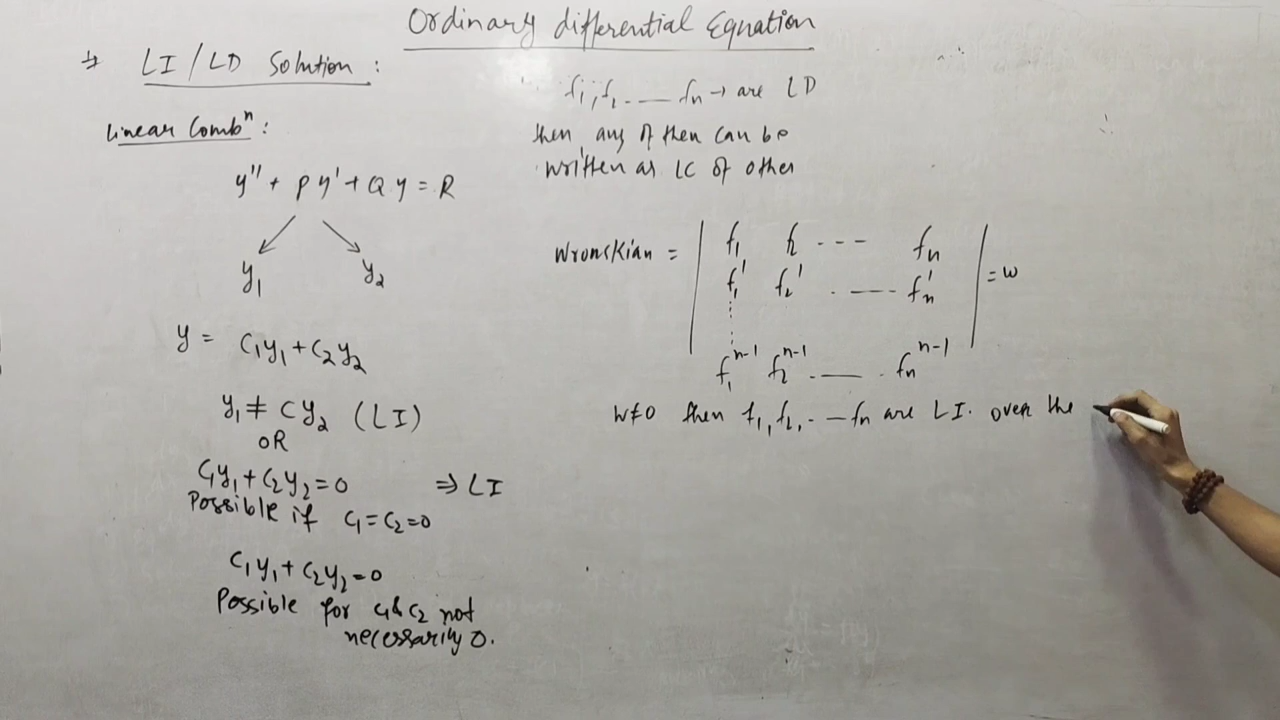 Ordinary differential Equation
⇒ LI/LD Solution :
Linear Combⁿ :
y'' + Py' + Qy = R
y₁ y₂
y = C₁y₁ + C₂y₂
y₁ ≠ Cy₂ (LI)
OR
C₁y₁ + C₂y₂ = 0 ⇒ LI
Possible if C₁ = C₂ = 0
C₁y₁ + C₂y₂ = 0
Possible for C₁ & C₂ not
necessarily 0.
f₁, f₂ ---- fn → are LD
then any of then can be
written as LC of other
Wronskian = | f₁ f₂ --- fn | = W
f₁' f₂' . --- fn'
f₁ⁿ⁻¹ f₂ⁿ⁻¹ . --- . fnⁿ⁻¹
W≠0 then f₁, f₂, . — fn are LI. over the